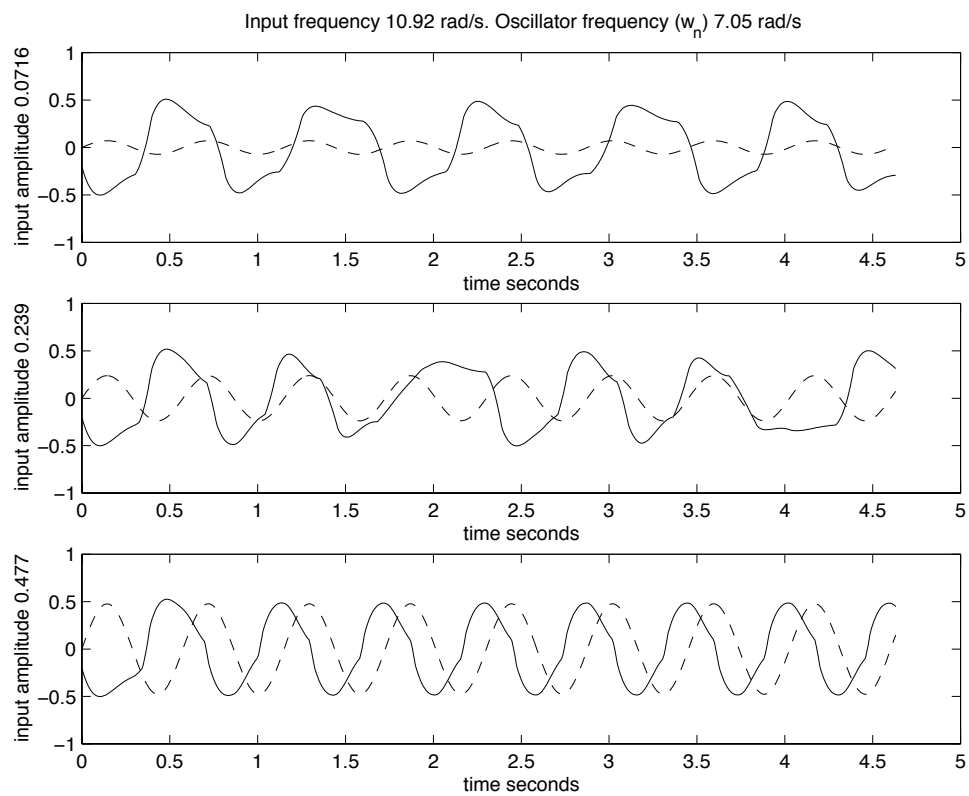 Input frequency 10.92 rad/s. Oscillator frequency (w_n) 7.05 rad/s
input amplitude 0.0716
1
0.5
0
−0.5
−1
0 0.5 1 1.5 2 2.5 3 3.5 4 4.5 5
time seconds
input amplitude 0.239
1
0.5
0
−0.5
−1
0 0.5 1 1.5 2 2.5 3 3.5 4 4.5 5
time seconds
input amplitude 0.477
1
0.5
0
−0.5
−1
0 0.5 1 1.5 2 2.5 3 3.5 4 4.5 5
time seconds